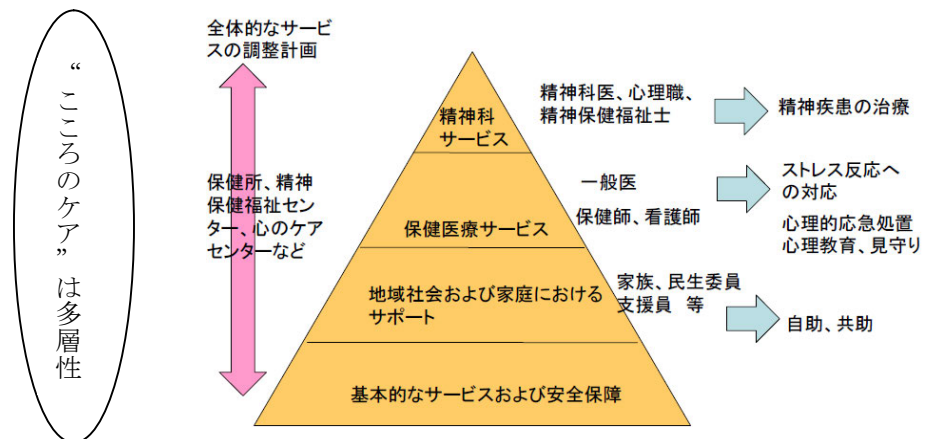 “こころのケア”は多層性
全体的なサービ
スの調整計画
保健所、精神
保健福祉セン
ター、心のケア
センターなど
精神科
サービス
精神科医、心理職、
精神保健福祉士
精神疾患の治療
保健医療サービス
一般医
保健師、看護師
ストレス反応へ
の対応
心理的応急処置
心理教育、見守り
地域社会および家庭における
サポート
家族、民生委員
支援員 等
自助、共助
基本的なサービスおよび安全保障